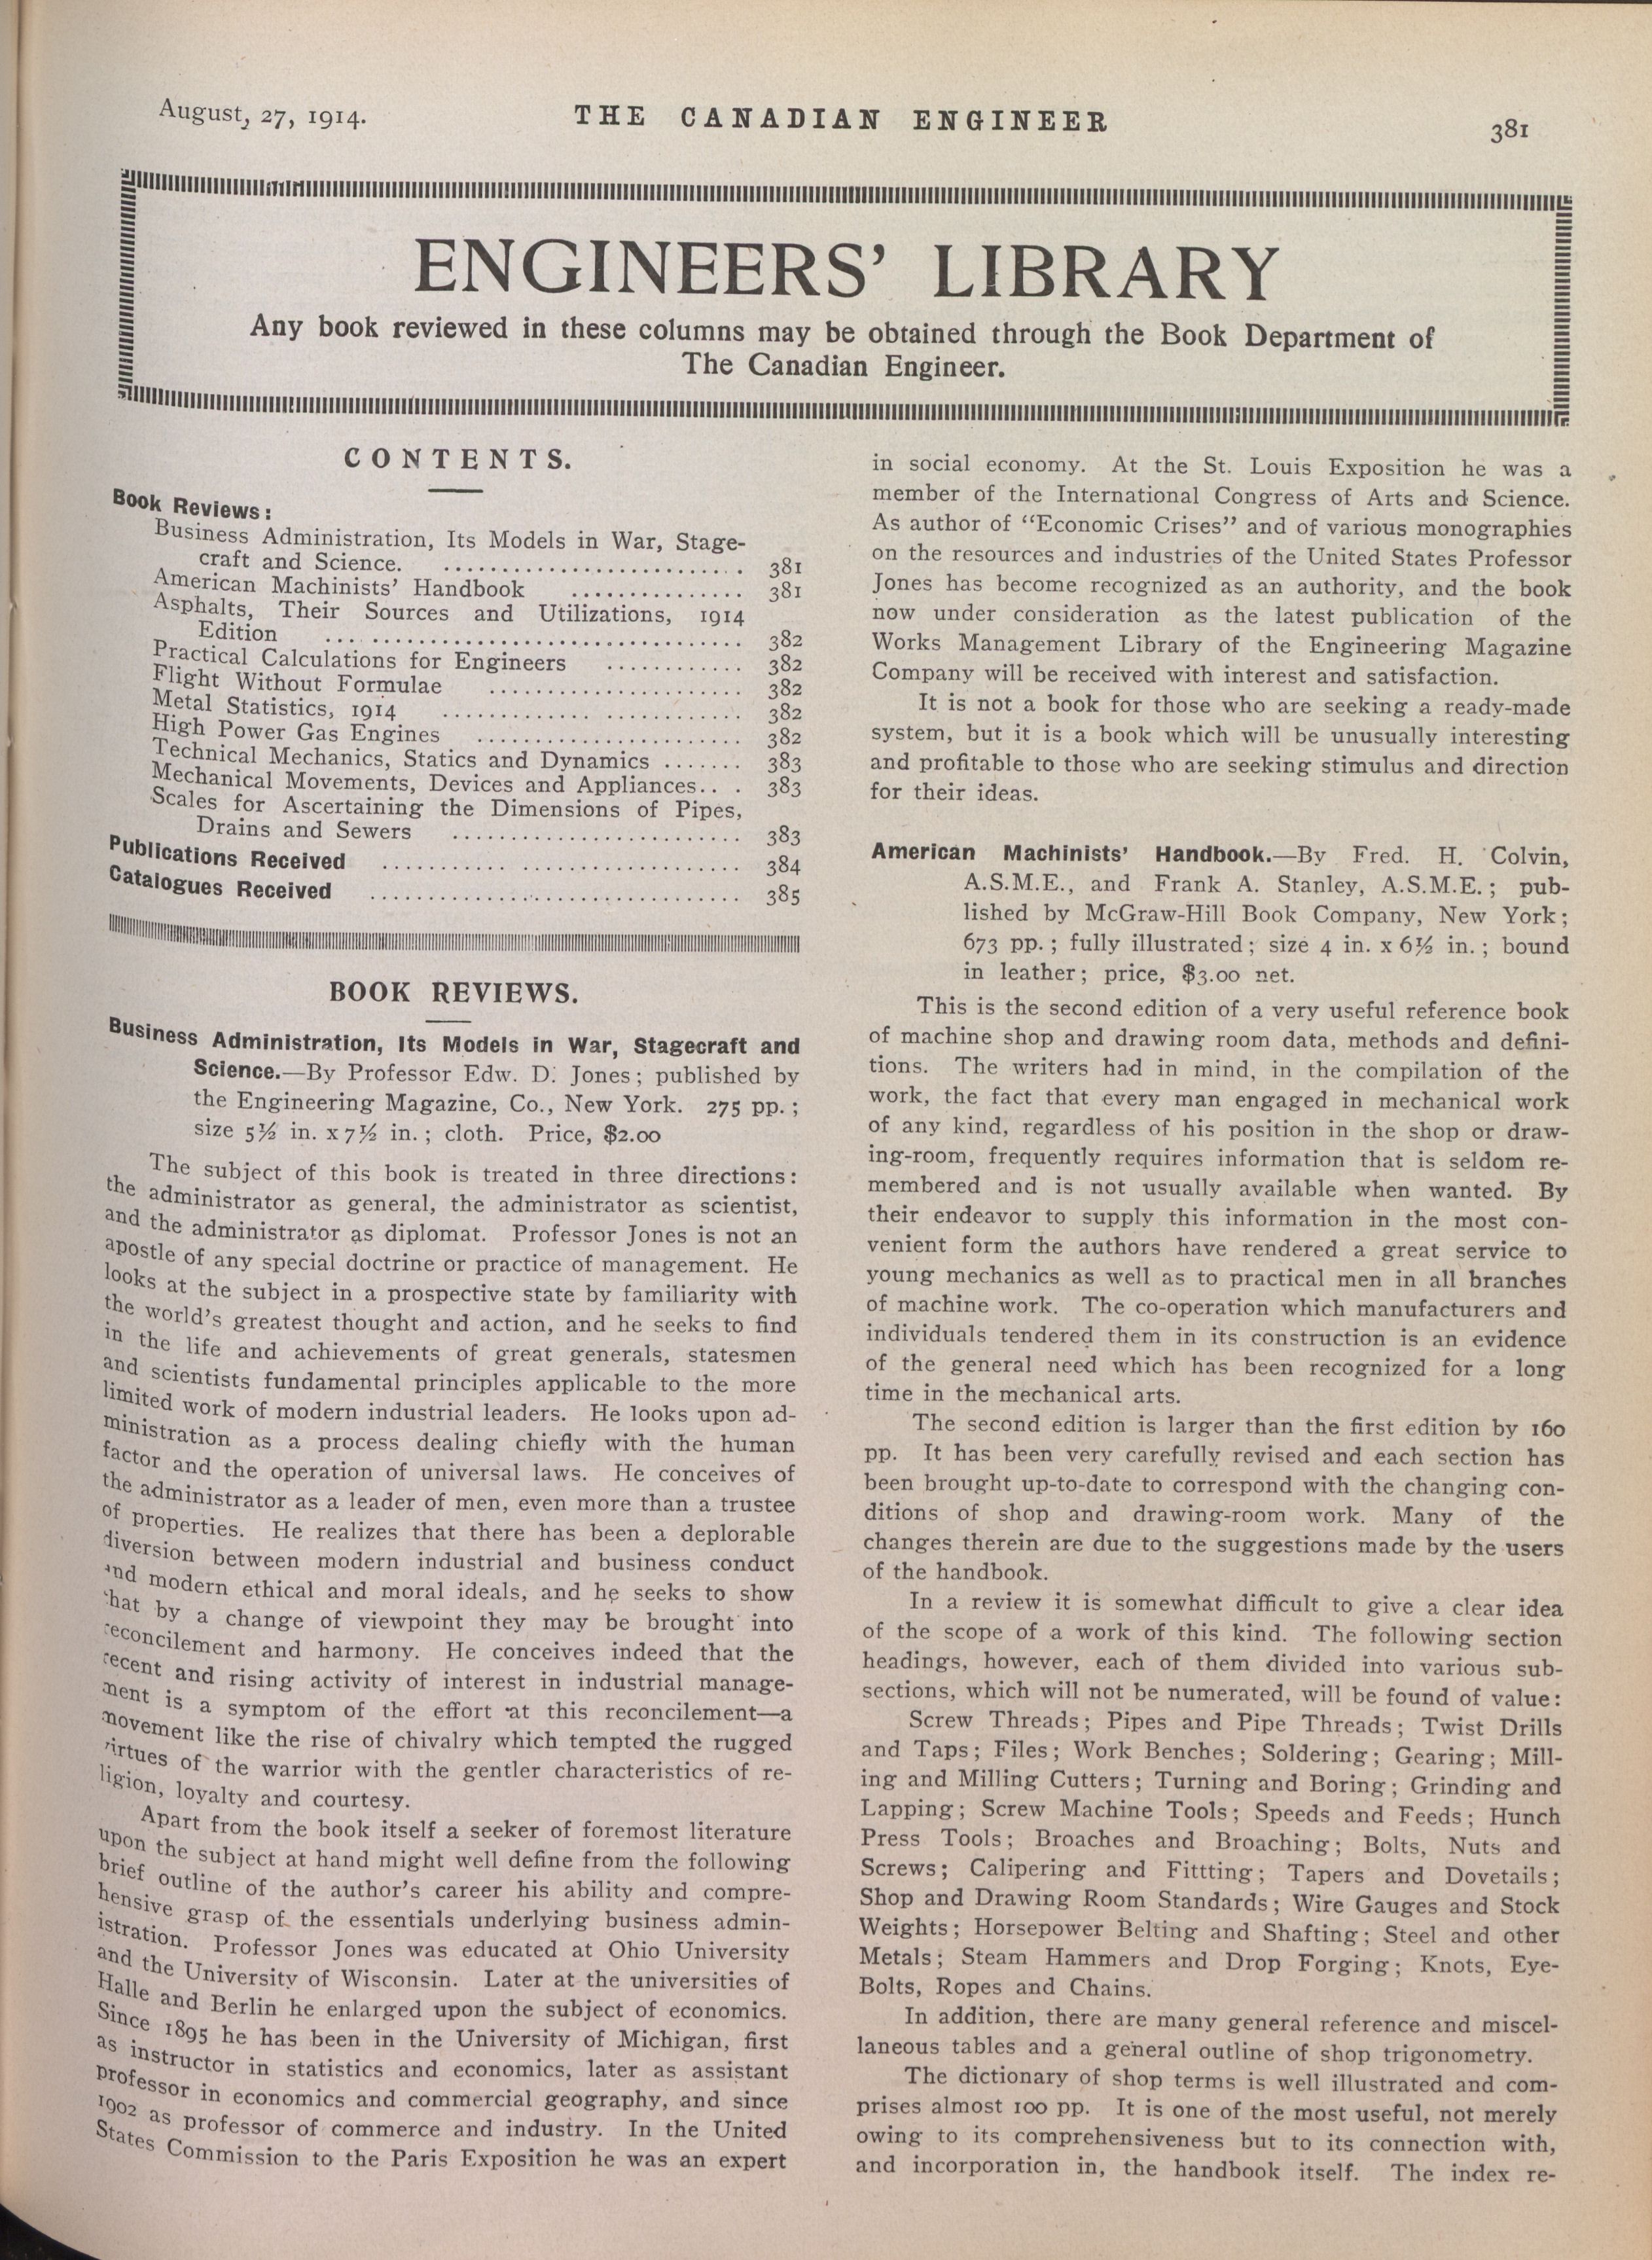 August, 27, 1914.
THE CANADIAN ENGINEER
381
ENGINEERS’ LIBRARY
Any book reviewed in these columns may be obtained through the Book Department of
The Canadian Engineer.
CONTENTS.
Book Reviews:
Business Administration, Its Models in War, Stage-
craft and Science. .......................... 381
American Machinists’ Handbook ............... 381
Asphalts, Their Sources and Utilizations, 1914
Edition ... ................................. 382
Practical Calculations for Engineers ............ 382
Flight Without Formulae ...................... 382
Metal Statistics, 1914 ............. ............ 382
High Power Gas Engines ....................... 382
Technical Mechanics, Statics and Dynamics ....... 383
Mechanical Movements, Devices and Appliances.. . 383
Scales for Ascertaining the Dimensions of Pipes,
Drains and Sewers ......................... 383
Publications Received ........... ................... 384
Catalogues Received ................................ 385
BOOK REVIEWS.
Business Administration, Its Models in War, Stagecraft and
Science.—By Professor Edw. D. Jones; published by
the Engineering Magazine, Co., New York. 275 pp.;
size 5½ in. x 7½ in.; cloth. Price, $2.00
The subject of this book is treated in three directions:
the administrator as general, the administrator as scientist,
and the administrator as diplomat. Professor Jones is not an
apostle of any special doctrine or practice of management. He
looks at the subject in a prospective state by familiarity with
the world’s greatest thought and action, and he seeks to find
in the life and achievements of great generals, statesmen
and scientists fundamental principles applicable to the more
limited work of modern industrial leaders. He looks upon ad-
ministration as a process dealing chiefly with the human
factor and the operation of universal laws. He conceives of
the administrator as a leader of men, even more than a trustee
of properties. He realizes that there has been a deplorable
diversion between modern industrial and business conduct
and modern ethical and moral ideals, and he seeks to show
that by a change of viewpoint they may be brought into
reconcilement and harmony. He conceives indeed that the
recent and rising activity of interest in industrial manage-
ment is a symptom of the effort at this reconcilement—a
movement like the rise of chivalry which tempted the rugged
virtues of the warrior with the gentler characteristics of re-
ligion, loyalty and courtesy.
Apart from the book itself a seeker of foremost literature
upon the subject at hand might well define from the following
brief outline of the author’s career his ability and compre-
hensive grasp of the essentials underlying business admin-
istration. Professor Jones was educated at Ohio University
and the University of Wisconsin. Later at the universities of
Halle and Berlin he enlarged upon the subject of economics.
Since 1895 he has been in the University of Michigan, first
as instructor in statistics and economics, later as assistant
professor in economics and commercial geography, and since
1902 as professor of commerce and industry. In the United
States Commission to the Paris Exposition he was an expert
in social economy. At the St. Louis Exposition he was a
member of the International Congress of Arts and Science.
As author of “Economic Crises” and of various monographies
on the resources and industries of the United States Professor
Jones has become recognized as an authority, and the book
now under consideration as the latest publication of the
Works Management Library of the Engineering Magazine
Company will be received with interest and satisfaction.
It is not a book for those who are seeking a ready-made
system, but it is a book which will be unusually interesting
and profitable to those who are seeking stimulus and direction
for their ideas.
American Machinists’ Handbook.—By Fred. H. Colvin,
A.S.M.E., and Frank A. Stanley, A.S.M.E.; pub-
lished by McGraw-Hill Book Company, New York;
673 pp.; fully illustrated; size 4 in. x 6½ in.; bound
in leather; price, $3.00 net.
This is the second edition of a very useful reference book
of machine shop and drawing room data, methods and defini-
tions. The writers had in mind, in the compilation of the
work, the fact that every man engaged in mechanical work
of any kind, regardless of his position in the shop or draw-
ing-room, frequently requires information that is seldom re-
membered and is not usually available when wanted. By
their endeavor to supply this information in the most con-
venient form the authors have rendered a great service to
young mechanics as well as to practical men in all branches
of machine work. The co-operation which manufacturers and
individuals tendered them in its construction is an evidence
of the general need which has been recognized for a long
time in the mechanical arts.
The second edition is larger than the first edition by 160
pp. It has been very carefully revised and each section has
been brought up-to-date to correspond with the changing con-
ditions of shop and drawing-room work. Many of the
changes therein are due to the suggestions made by the users
of the handbook.
In a review it is somewhat difficult to give a clear idea
of the scope of a work of this kind. The following section
headings, however, each of them divided into various sub-
sections, which will not be numerated, will be found of value:
Screw Threads; Pipes and Pipe Threads; Twist Drills
and Taps; Files; Work Benches; Soldering; Gearing; Mill-
ing and Milling Cutters; Turning and Boring; Grinding and
Lapping; Screw Machine Tools; Speeds and Feeds; Hunch
Press Tools; Broaches and Broaching; Bolts, Nuts and
Screws; Calipering and Fittting; Tapers and Dovetails;
Shop and Drawing Room Standards; Wire Gauges and Stock
Weights; Horsepower Belting and Shafting; Steel and other
Metals; Steam Hammers and Drop Forging; Knots, Eye-
Bolts, Ropes and Chains.
In addition, there are many general reference and miscel-
laneous tables and a general outline of shop trigonometry.
The dictionary of shop terms is well illustrated and com-
prises almost 100 pp. It is one of the most useful, not merely
owing to its comprehensiveness but to its connection with,
and incorporation in, the handbook itself. The index re-